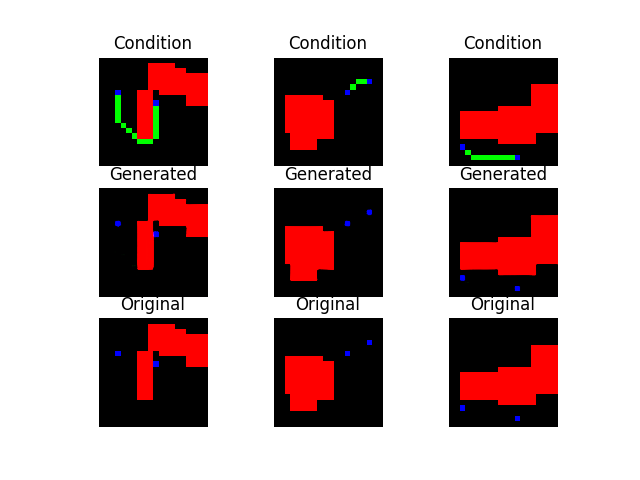 Condition Condition Condition
Generated Generated Generated
Original Original Original